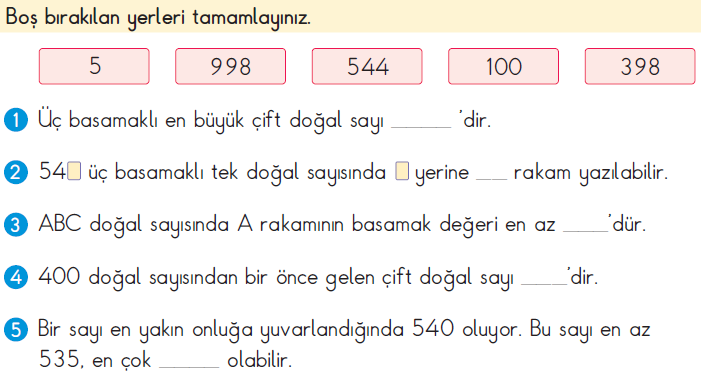 Boş bırakılan yerleri tamamlayınız.
5 998 544 100 398
1 Üç basamaklı en büyük çift doğal sayı ______ 'dir.
2 54□ üç basamaklı tek doğal sayısında □ yerine ___ rakam yazılabilir.
3 ABC doğal sayısında A rakamının basamak değeri en az ____'dür.
4 400 doğal sayısından bir önce gelen çift doğal sayı ____'dir.
5 Bir sayı en yakın onluğa yuvarlandığında 540 oluyor. Bu sayı en az
535, en çok ______ olabilir.